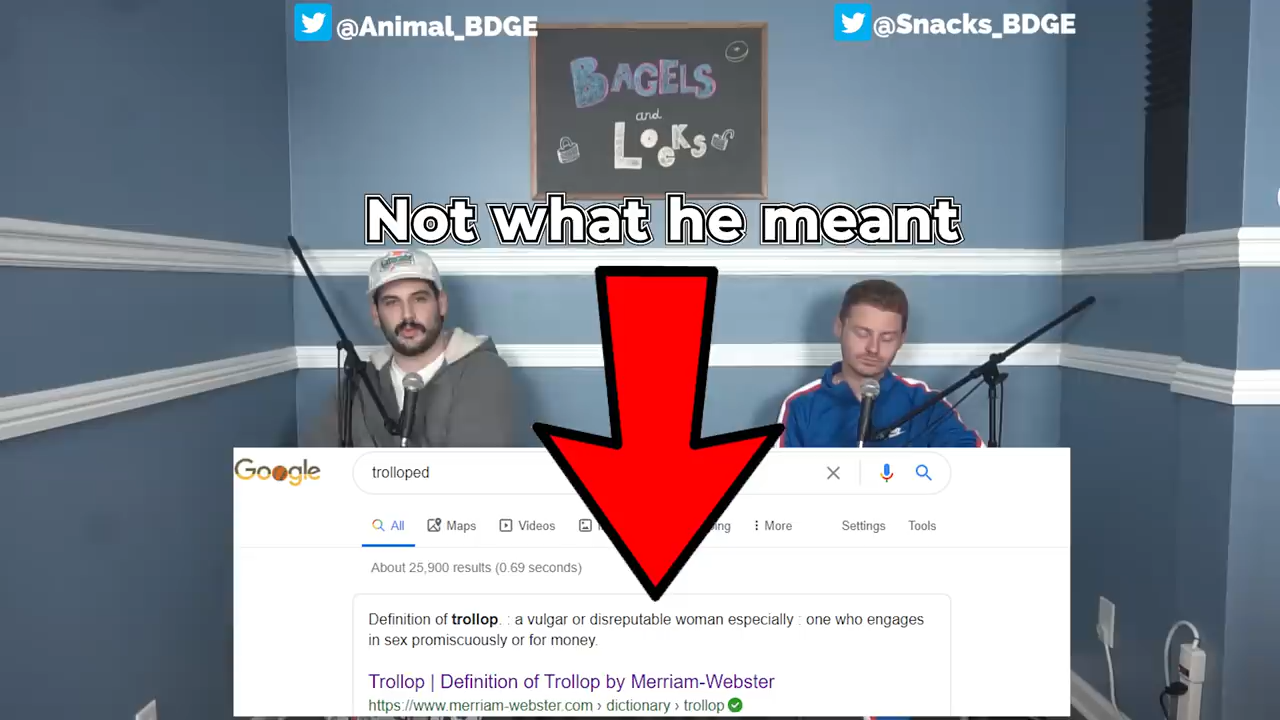 @Animal_BDGE
@Snacks_BDGE
BAGELS
and
LOCKS
Not what he meant
Google
trolloped
All
Maps
Videos
More
Settings
Tools
About 25,900 results (0.69 seconds)
Definition of trollop. : a vulgar or disreputable woman especially : one who engages
in sex promiscuously or for money.
Trollop | Definition of Trollop by Merriam-Webster
https://www.merriam-webster.com › dictionary › trollop